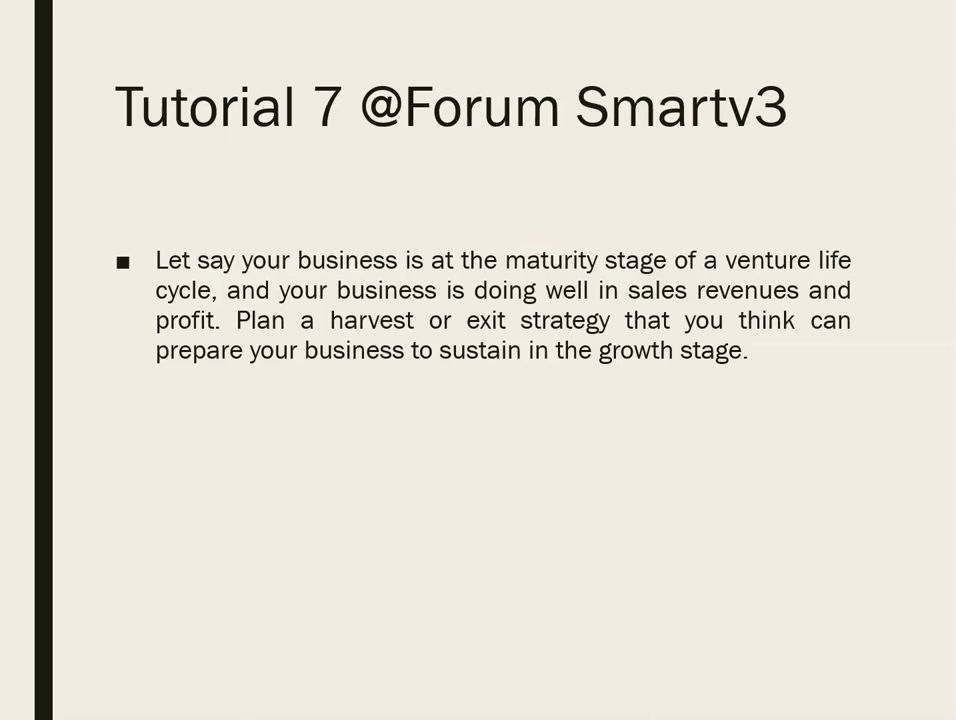 Tutorial 7 @Forum Smartv3
■ Let say your business is at the maturity stage of a venture life
cycle, and your business is doing well in sales revenues and
profit. Plan a harvest or exit strategy that you think can
prepare your business to sustain in the growth stage.